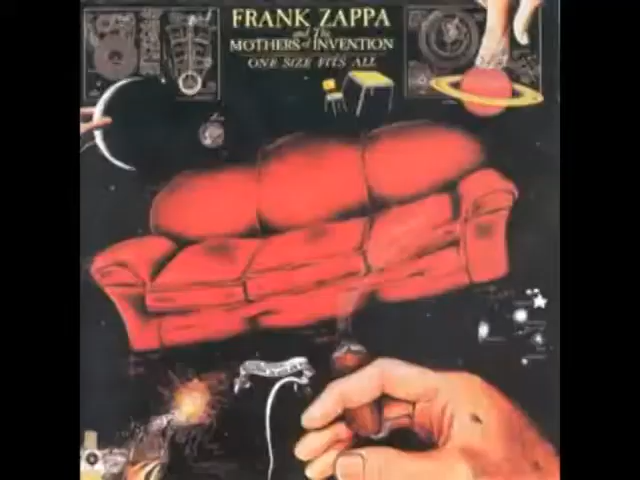 FRANK ZAPPA
and The
MOTHERS of INVENTION
ONE SIZE FITS ALL